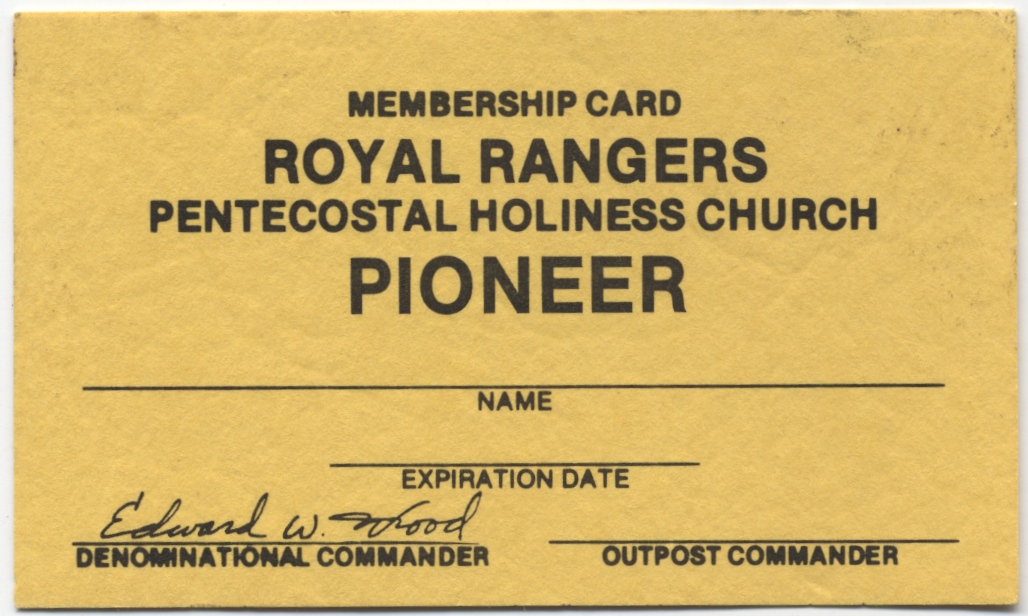 MEMBERSHIP CARD
ROYAL RANGERS
PENTECOSTAL HOLINESS CHURCH
PIONEER
NAME
EXPIRATION DATE
Edward W. Wood
DENOMINATIONAL COMMANDER
OUTPOST COMMANDER